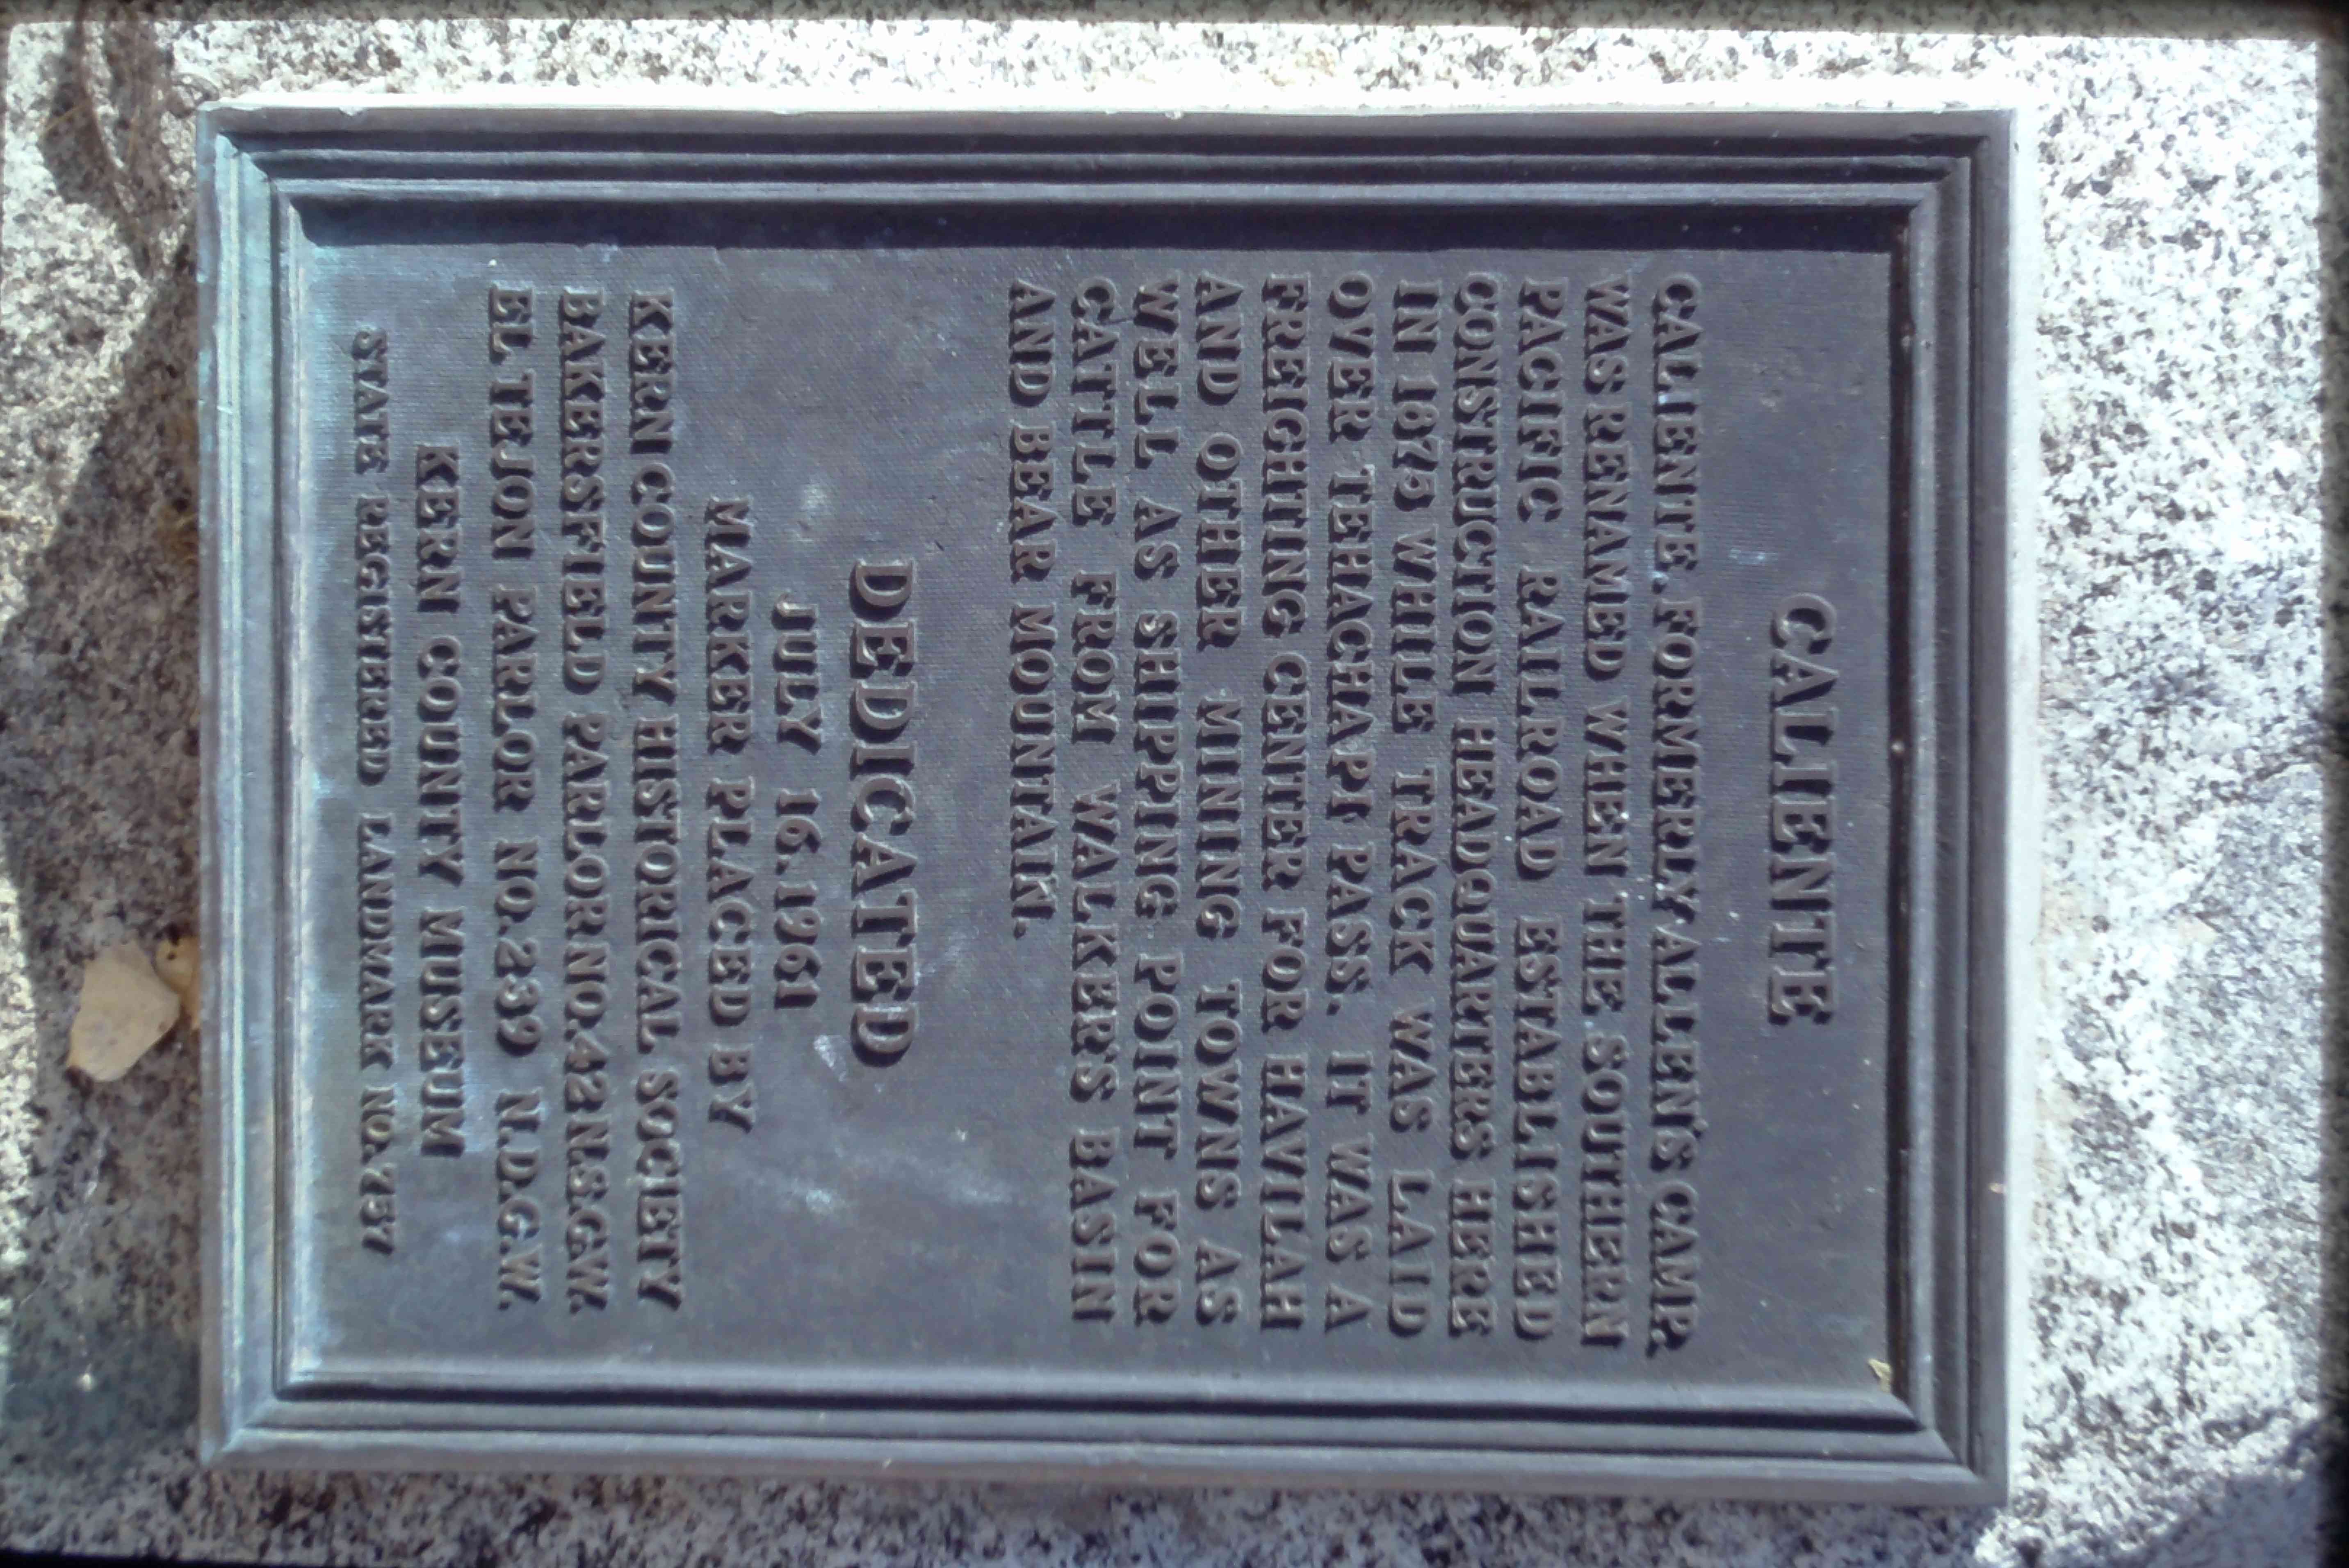 CALIENTE
CALIENTE, FORMERLY ALLEN'S CAMP,
WAS RENAMED WHEN THE SOUTHERN
PACIFIC RAILROAD ESTABLISHED
CONSTRUCTION HEADQUARTERS HERE
IN 1875 WHILE TRACK WAS LAID
OVER TEHACHAPI PASS. IT WAS A
FREIGHTING CENTER FOR HAVILAH
AND OTHER MINING TOWNS AS
WELL AS SHIPPING POINT FOR
CATTLE FROM WALKER'S BASIN
AND BEAR MOUNTAIN.
DEDICATED
JULY 16, 1961
MARKER PLACED BY
KERN COUNTY HISTORICAL SOCIETY
BAKERSFIELD PARLOR NO. 42 N.S.G.W.
EL TEJON PARLOR NO. 239 N.D.G.W.
KERN COUNTY MUSEUM
STATE REGISTERED LANDMARK NO. 757